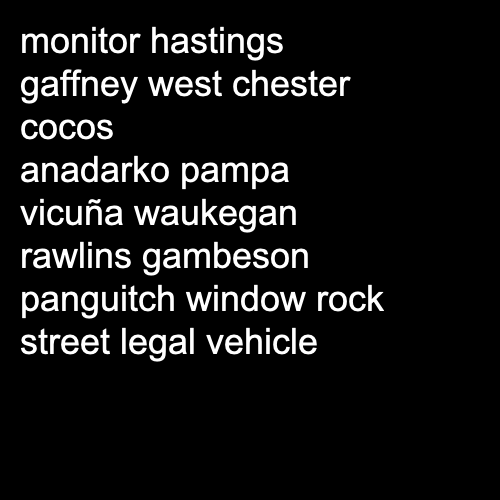 monitor hastings
gaffney west chester
cocos
anadarko pampa
vicuña waukegan
rawlins gambeson
panguitch window rock
street legal vehicle